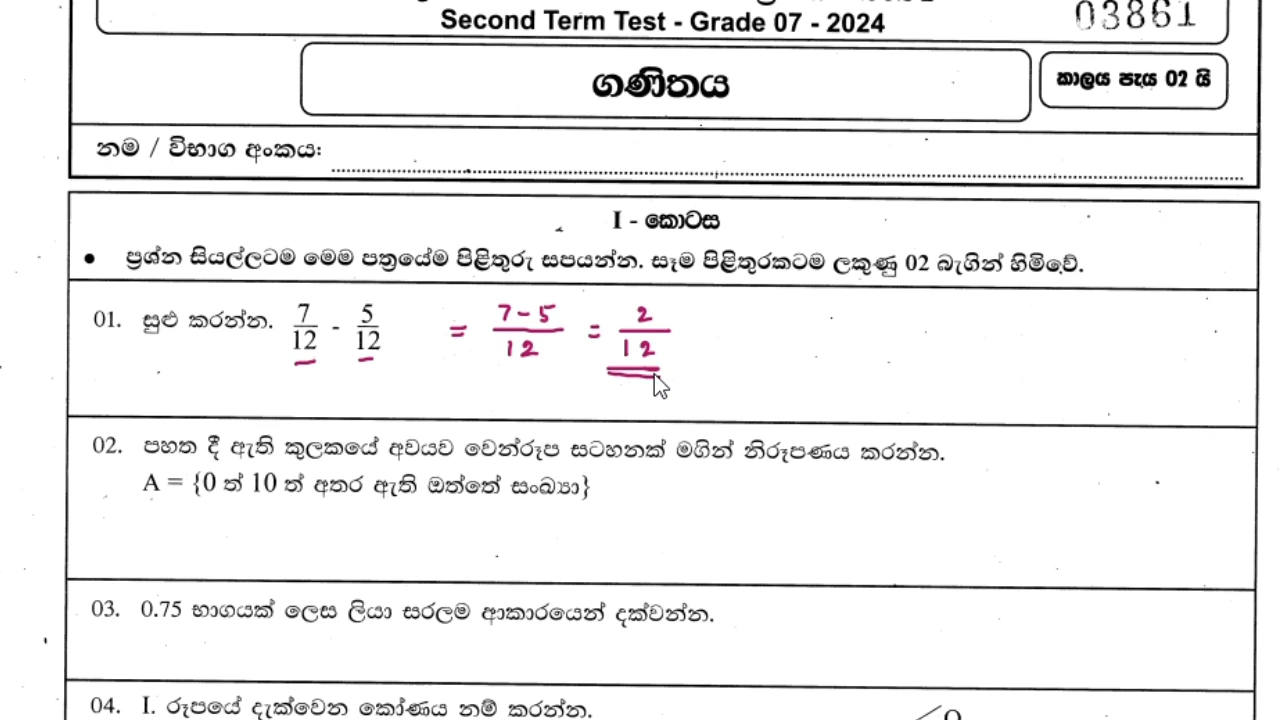 Second Term Test - Grade 07 - 2024
03861
ගණිතය
කාලය පැය 02 යි
නම / විභාග අංකය:
I - කොටස
• ප්‍රශ්න සියල්ලටම මෙම පත්‍රයේම පිළිතුරු සපයන්න. සෑම පිළිතුරකටම ලකුණු 02 බැගින් හිමිවේ.
01. සුළු කරන්න. 7/12 - 5/12 = 7-5/12 = 2/12
02. පහත දී ඇති කුලකයේ අවයව වෙන්රූප සටහනක් මගින් නිරූපණය කරන්න.
A = {0 ත් 10 ත් අතර ඇති ඔත්තේ සංඛ්‍යා}
03. 0.75 භාගයක් ලෙස ලියා සරලම ආකාරයෙන් දක්වන්න.
04. I. රූපයේ දැක්වෙන කෝණය නම් කරන්න.